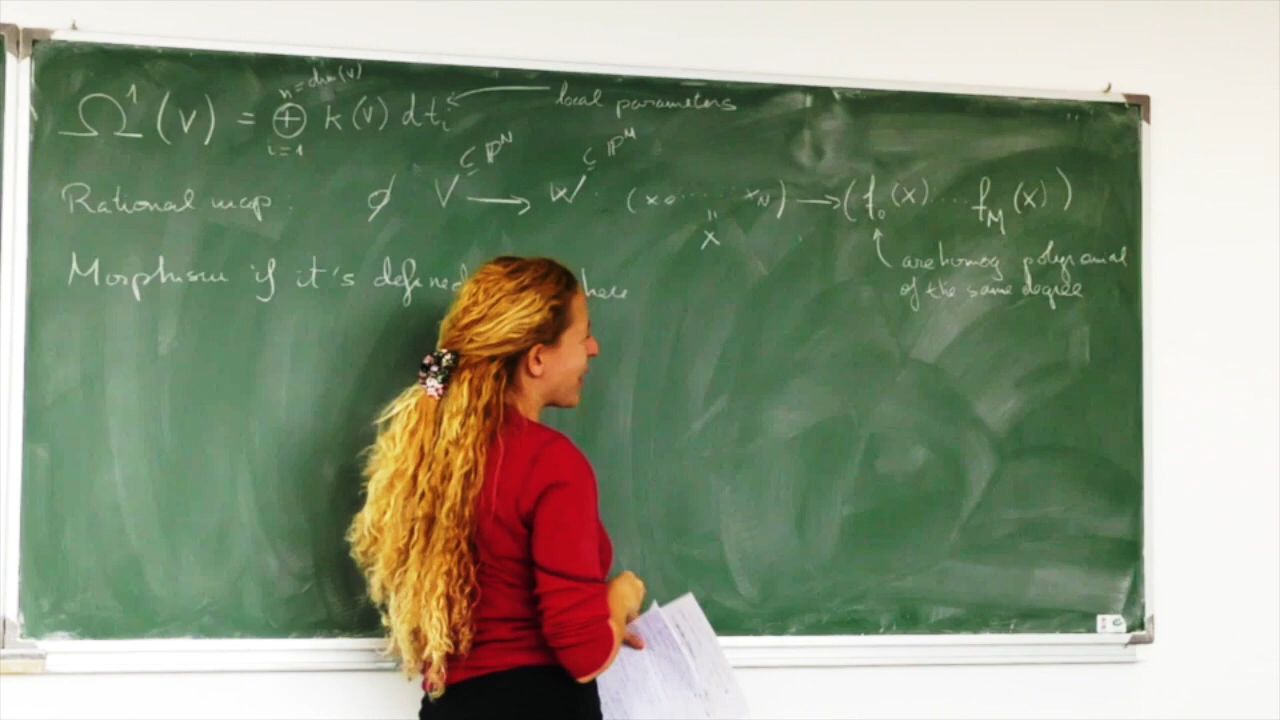 n=dim(V)
Ω¹(V) = ⊕ k(V) dtᵢ ← local parameters
i=1
⊆ ℙᴺ ⊆ ℙᴹ
Rational map: ϕ V → W (x₀ ..... x_N) → (f₀(x) ... f_M(x))
"
x
Morphism if it's defined here
are homog polynomial
of the same degree